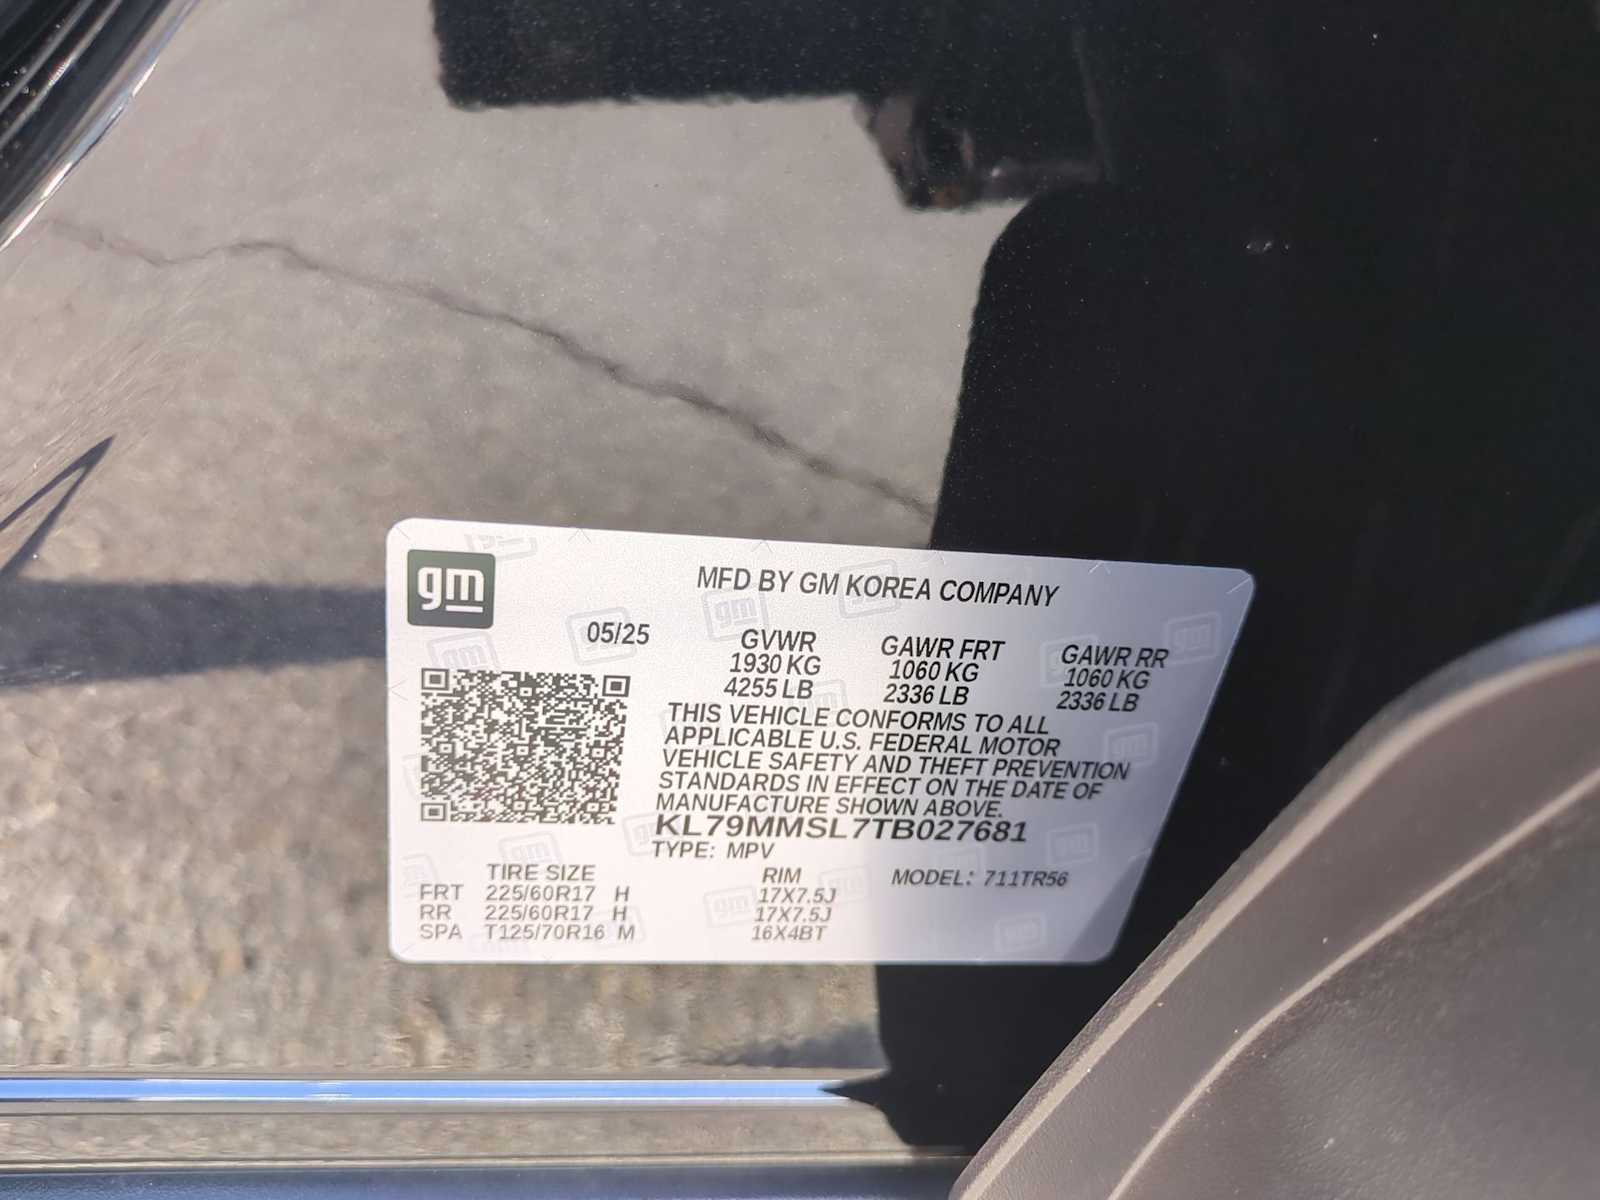 gm
MFD BY GM KOREA COMPANY
05/25
GVWR GAWR FRT GAWR RR
1930 KG 1060 KG 1060 KG
4255 LB 2336 LB 2336 LB
THIS VEHICLE CONFORMS TO ALL
APPLICABLE U.S. FEDERAL MOTOR
VEHICLE SAFETY AND THEFT PREVENTION
STANDARDS IN EFFECT ON THE DATE OF
MANUFACTURE SHOWN ABOVE.
KL79MMSL7TB027681
TYPE: MPV
TIRE SIZE RIM MODEL: 711TR56
FRT 225/60R17 H 17X7.5J
RR 225/60R17 H 17X7.5J
SPA T125/70R16 M 16X4BT